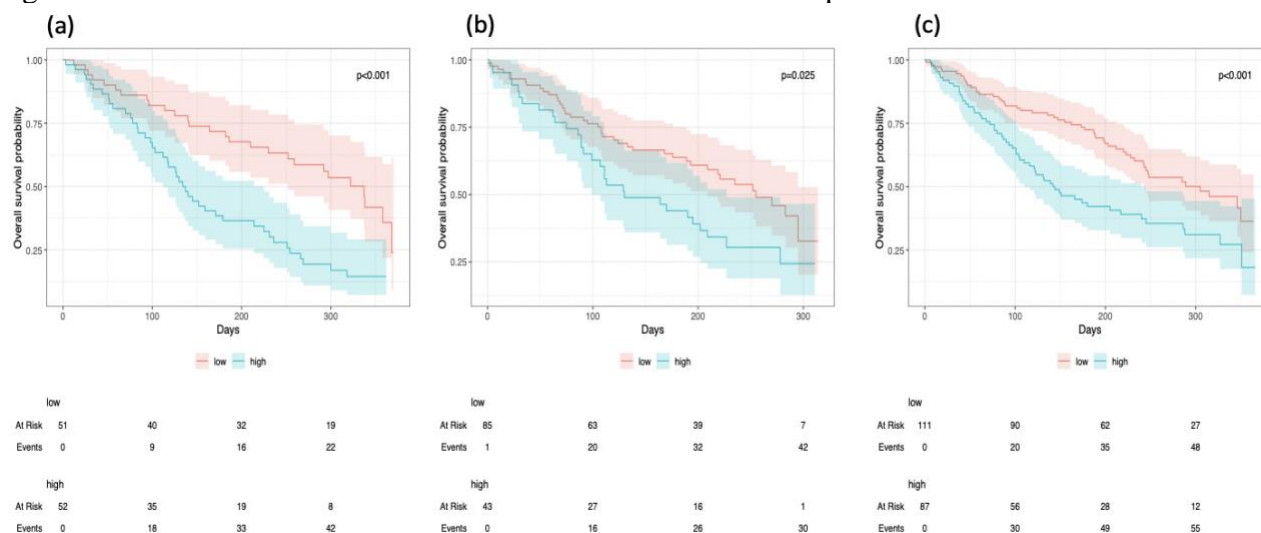 (a)
(b)
(c)
1.00
0.75
0.50
0.25
Overall survival probability
p<0.001
0 100 200 300
Days
low high
low
At Risk 51 40 32 19
Events 0 9 16 22
high
At Risk 52 35 19 8
Events 0 18 33 42
1.00
0.75
0.50
0.25
Overall survival probability
p=0.025
0 100 200 300
Days
low high
low
At Risk 85 63 39 7
Events 1 20 32 42
high
At Risk 43 27 16 1
Events 0 16 26 30
1.00
0.75
0.50
0.25
Overall survival probability
p<0.001
0 100 200 300
Days
low high
low
At Risk 111 90 62 27
Events 0 20 35 48
high
At Risk 87 56 28 12
Events 0 30 49 55